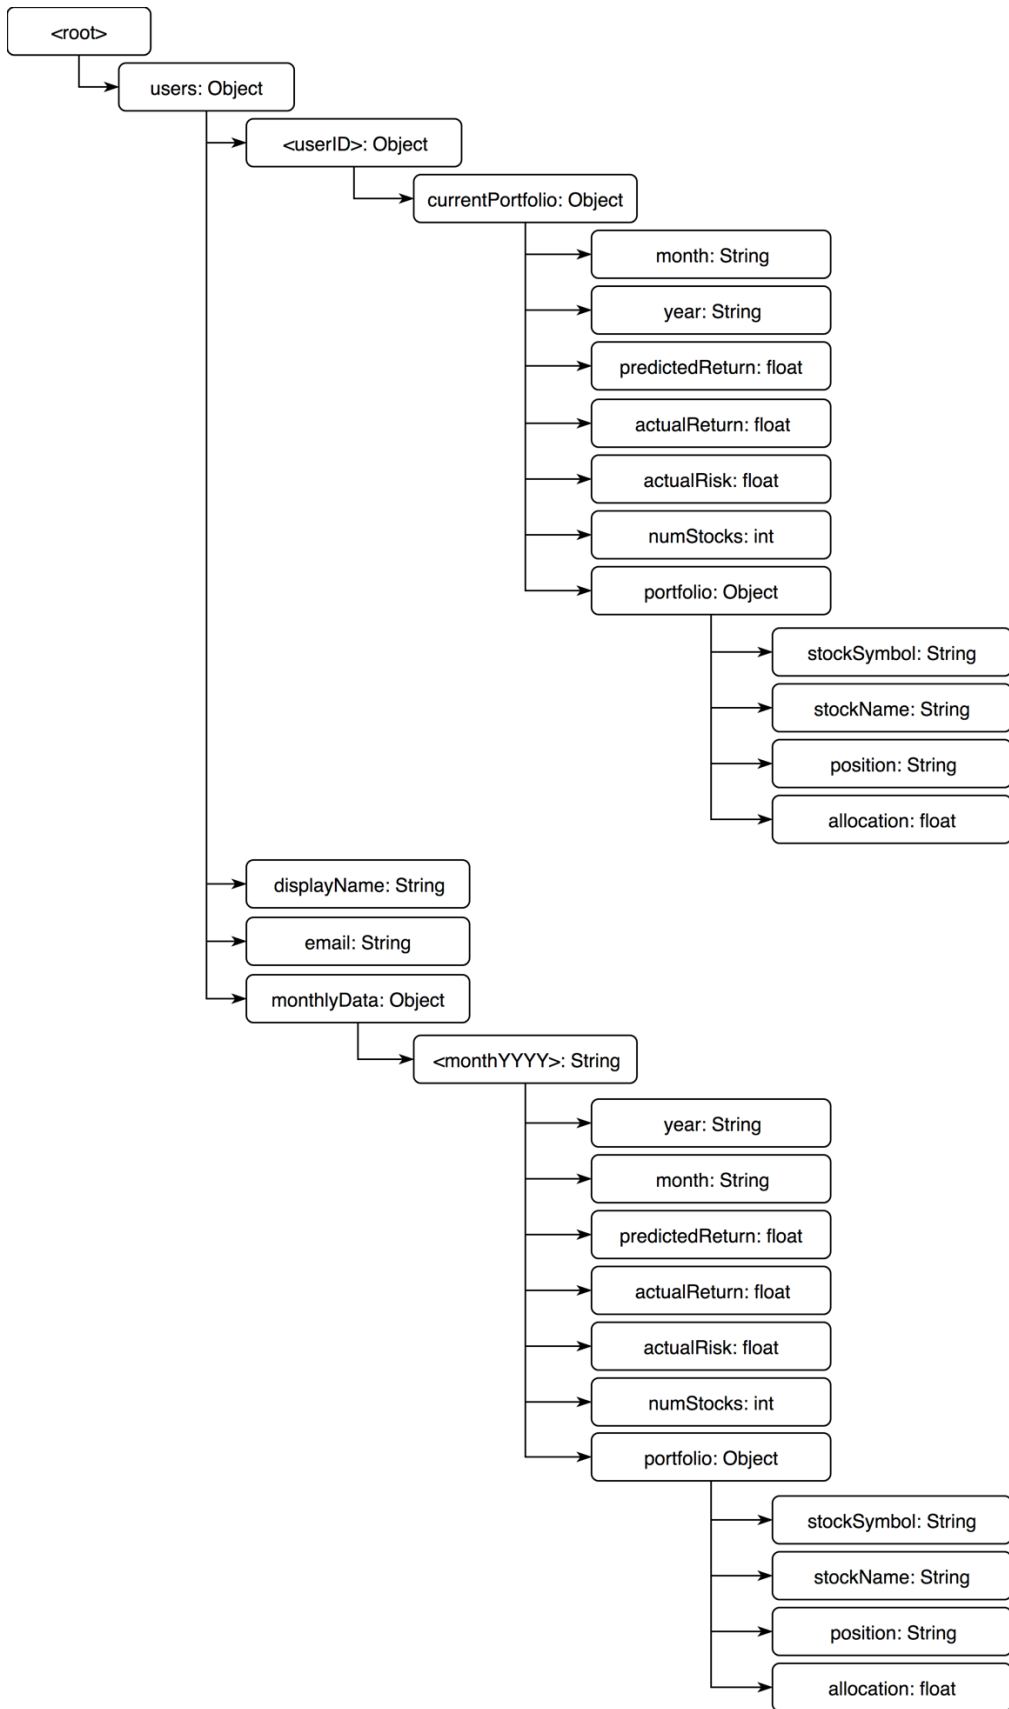 <root>
users: Object
<userID>: Object
currentPortfolio: Object
month: String
year: String
predictedReturn: float
actualReturn: float
actualRisk: float
numStocks: int
portfolio: Object
stockSymbol: String
stockName: String
position: String
allocation: float
displayName: String
email: String
monthlyData: Object
<monthYYYY>: String
year: String
month: String
predictedReturn: float
actualReturn: float
actualRisk: float
numStocks: int
portfolio: Object
stockSymbol: String
stockName: String
position: String
allocation: float